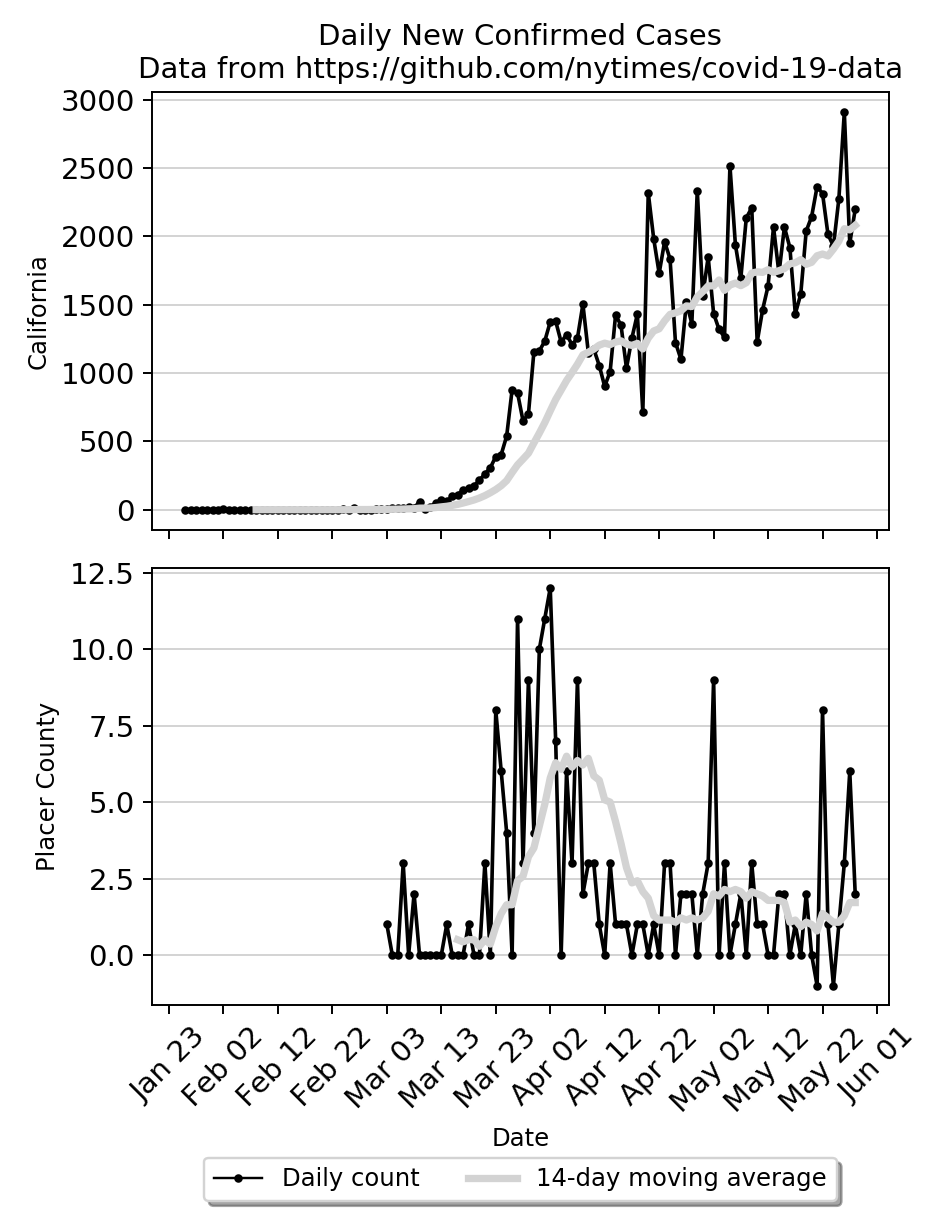 Daily New Confirmed Cases
Data from https://github.com/nytimes/covid-19-data
3000
2500
2000
1500
1000
500
0
California
12.5
10.0
7.5
5.0
2.5
0.0
Placer County
Jan 23
Feb 02
Feb 12
Feb 22
Mar 03
Mar 13
Mar 23
Apr 02
Apr 12
Apr 22
May 02
May 12
May 22
Jun 01
Date
Daily count
14-day moving average